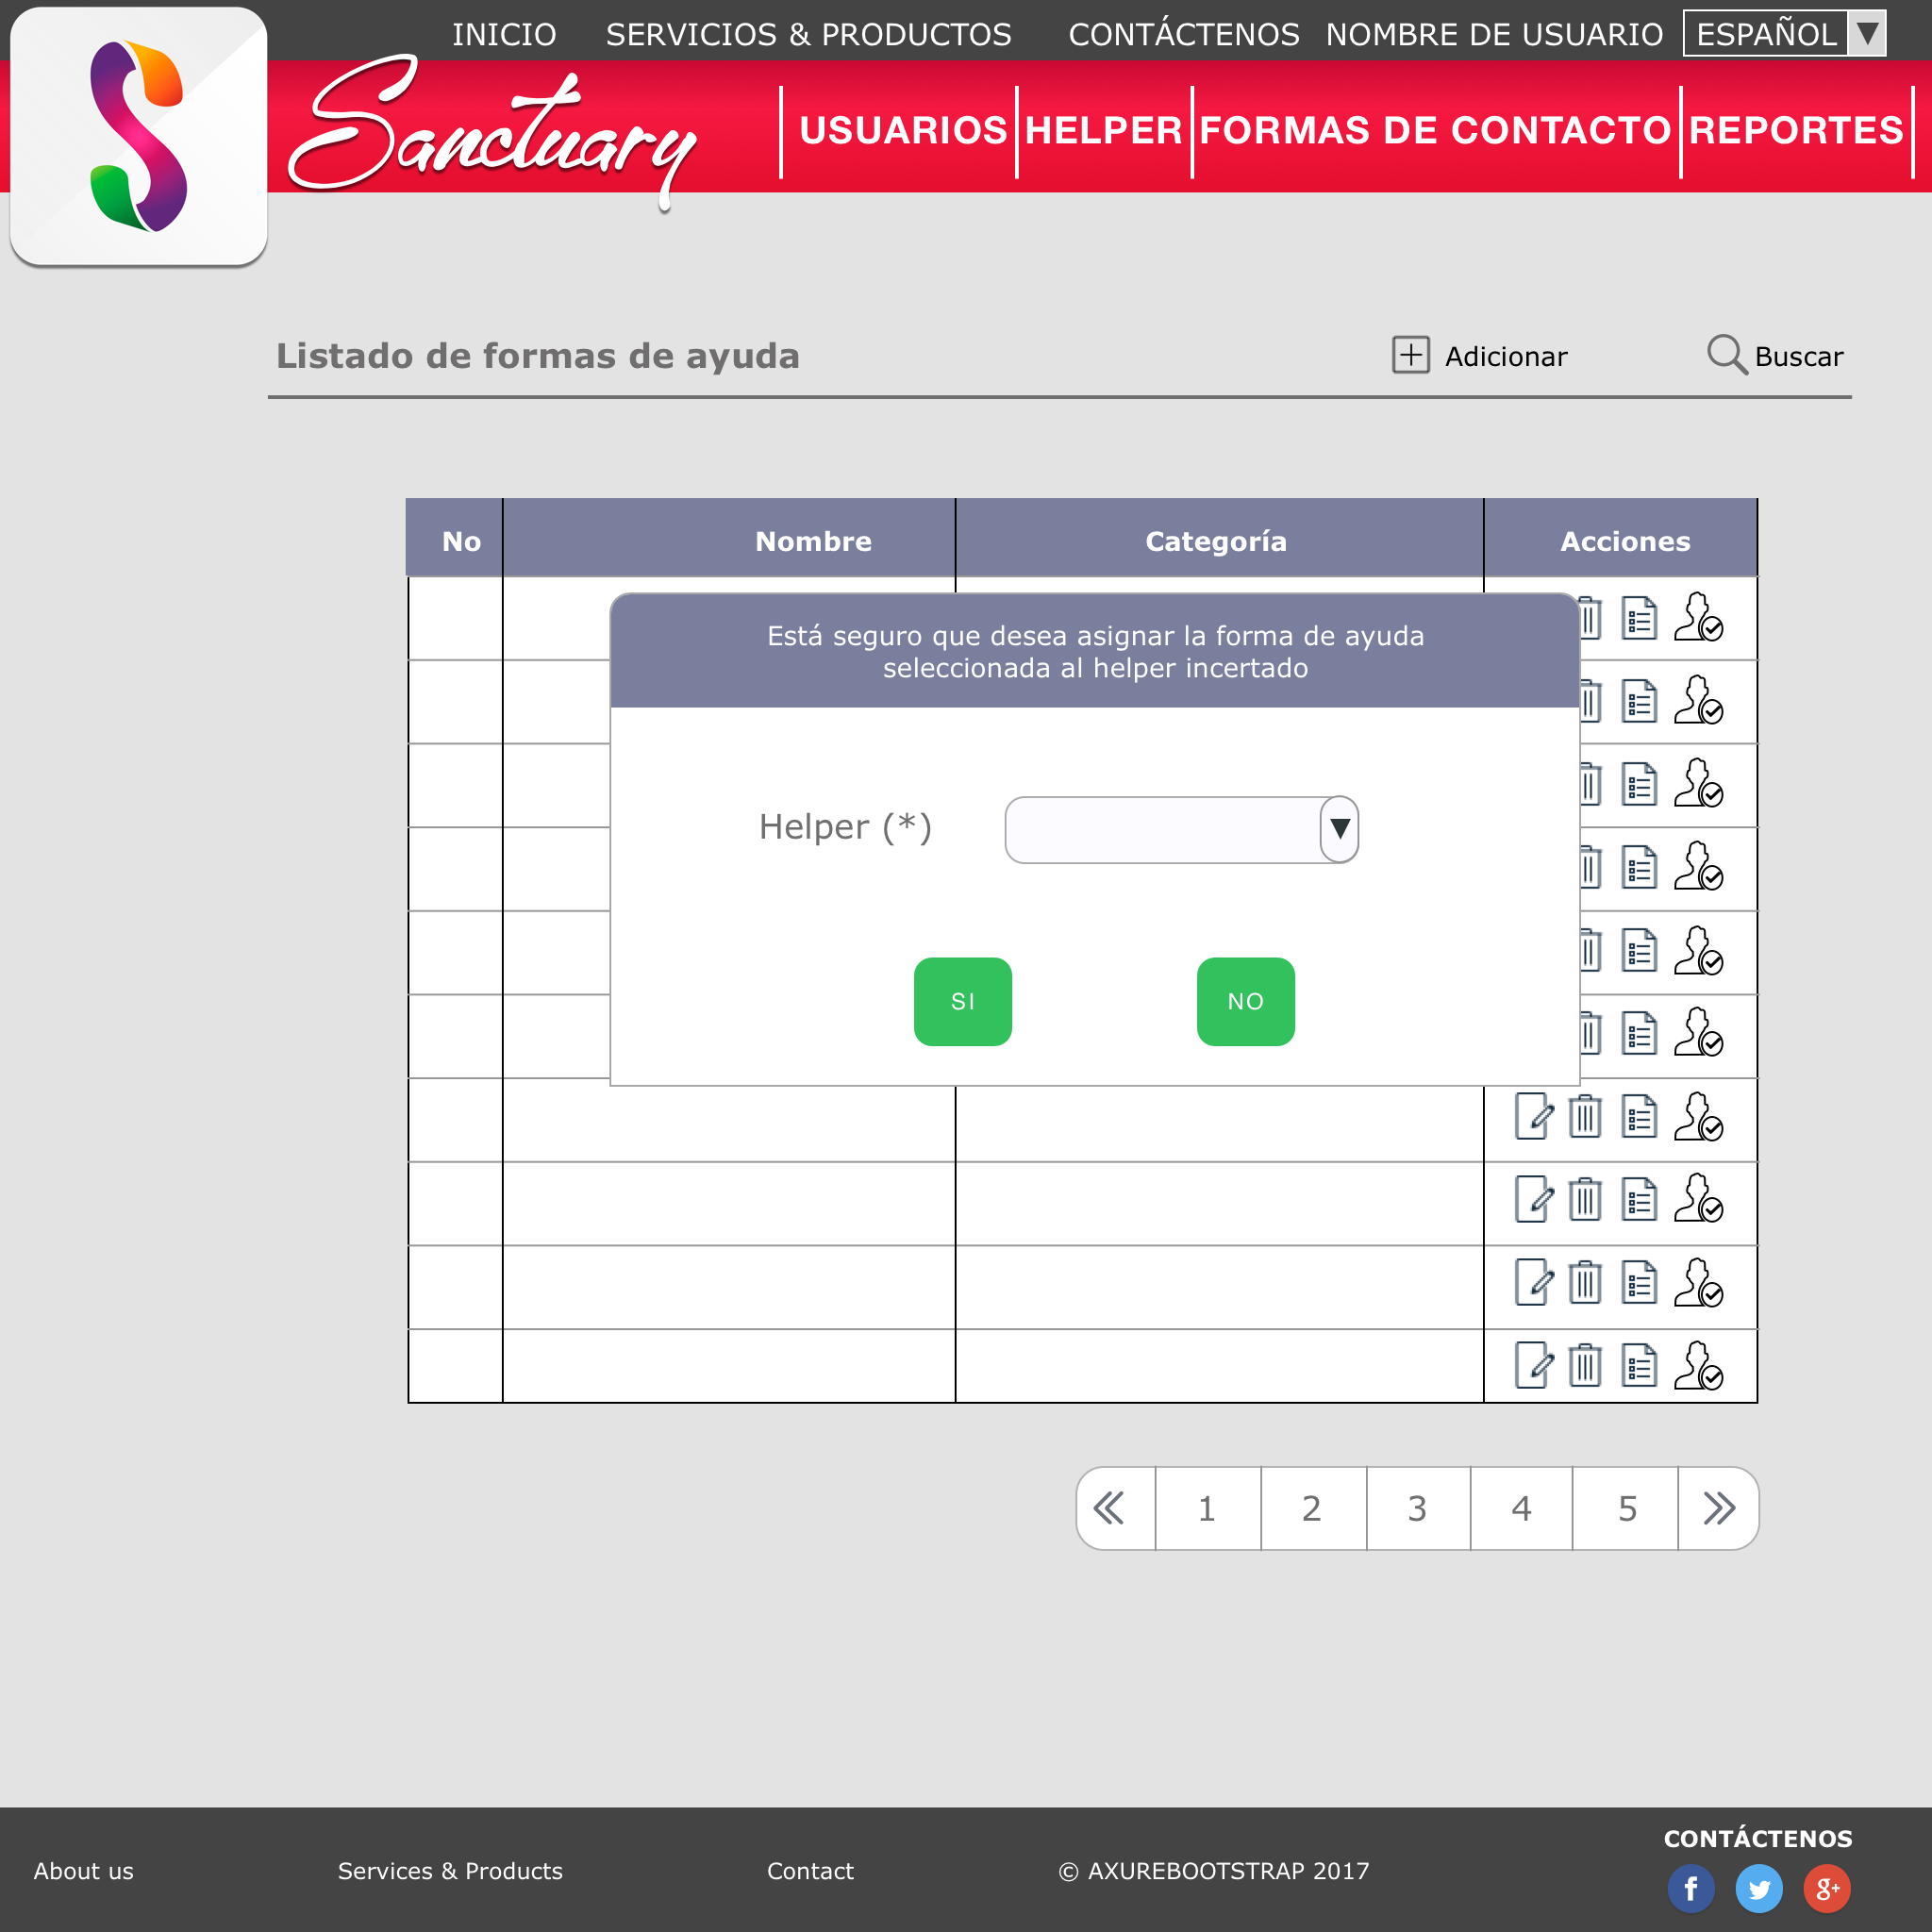 INICIO SERVICIOS & PRODUCTOS CONTÁCTENOS NOMBRE DE USUARIO ESPAÑOL
Sanctuary
USUARIOS HELPER FORMAS DE CONTACTO REPORTES
Listado de formas de ayuda Adicionar Buscar
No Nombre Categoría Acciones
Está seguro que desea asignar la forma de ayuda
seleccionada al helper incertado
Helper (*)
SI NO
1 2 3 4 5
CONTÁCTENOS
About us Services & Products Contact © AXUREBOOTSTRAP 2017